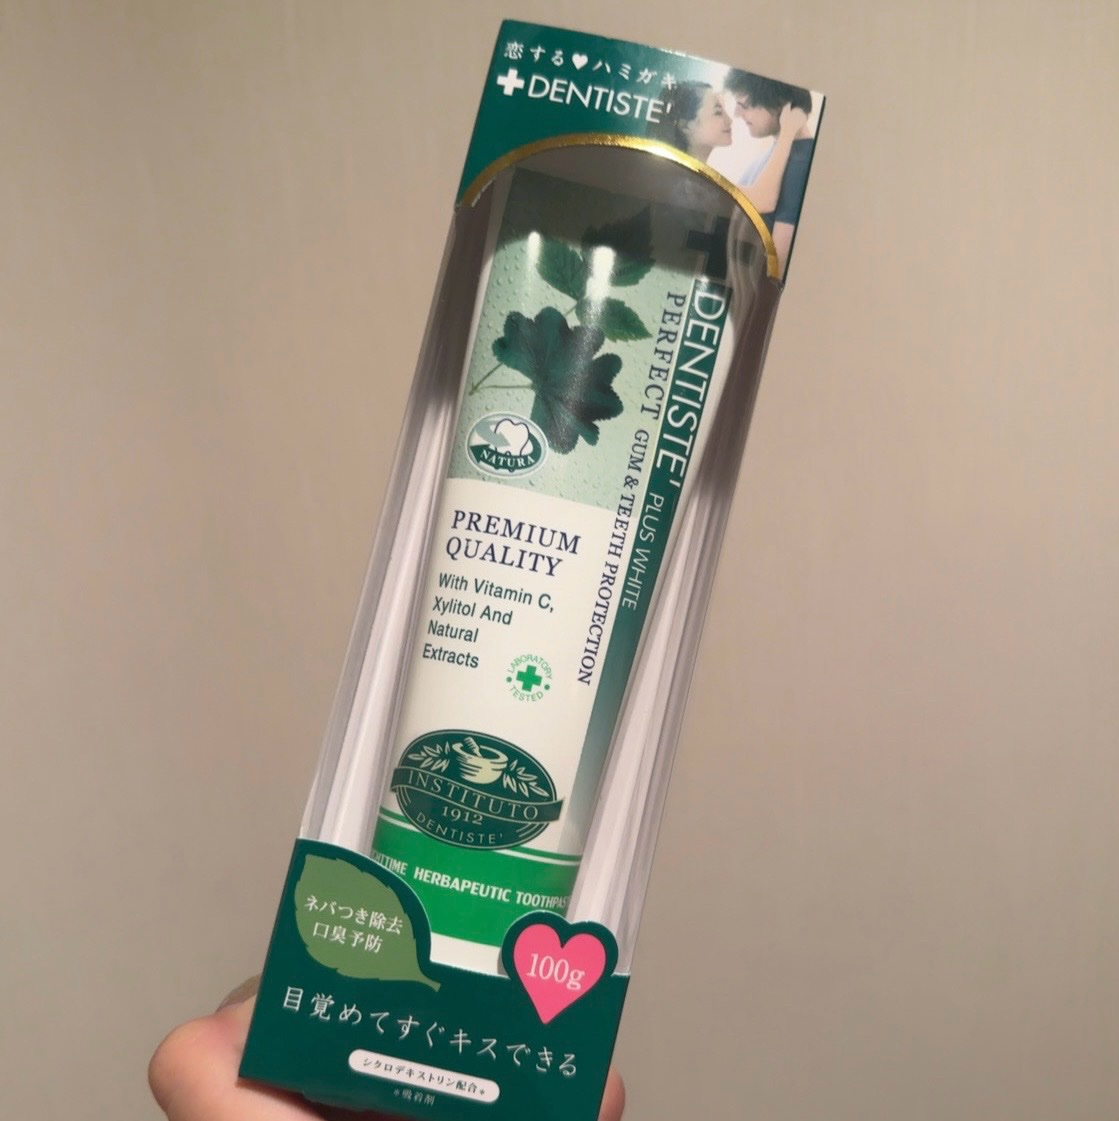 恋する♥ハミガキ
DENTISTE'
DENTISTE' PLUS WHITE
PERFECT GUM & TEETH PROTECTION
NATURA
PREMIUM
QUALITY
With Vitamin C,
Xylitol And
Natural
Extracts
LABORATORY
TESTED
INSTITUTO
1912
DENTISTE'
HERBAPEUTIC
ネバつき除去
口臭予防
100g
目覚めてすぐキスできる
シクロデキストリン配合*
*吸着剤